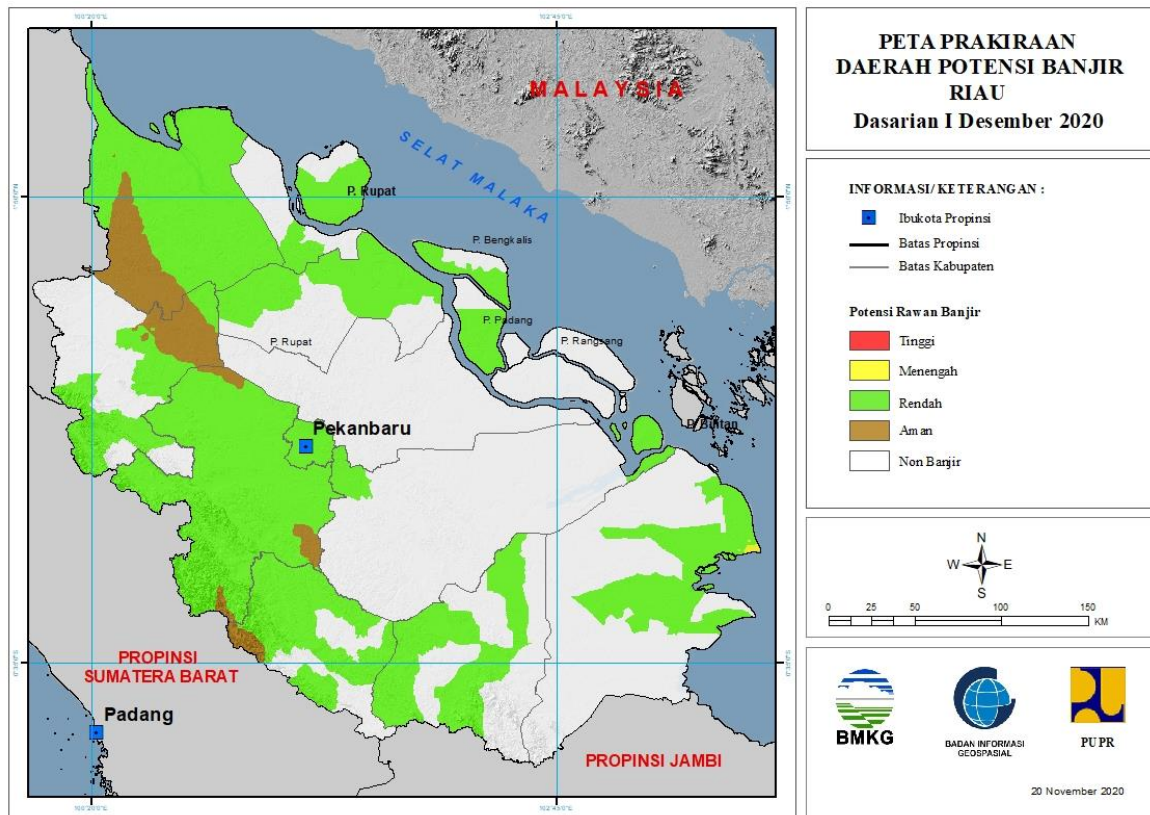 PETA PRAKIRAAN
DAERAH POTENSI BANJIR
RIAU
Dasarian I Desember 2020
INFORMASI/ KETERANGAN :
Ibukota Propinsi
Batas Propinsi
Batas Kabupaten
Potensi Rawan Banjir
Tinggi
Menengah
Rendah
Aman
Non Banjir
N
W E
S
0 25 50 100 150
KM
BMKG
BADAN INFORMASI
GEOSPASIAL
PUPR
20 November 2020
MALAYSIA
SELAT MALAKA
P. Rupat
P. Bengkalis
P. Padang
P. Rangsang
P. Rupat
Pekanbaru
PROPINSI
SUMATERA BARAT
Padang
PROPINSI JAMBI